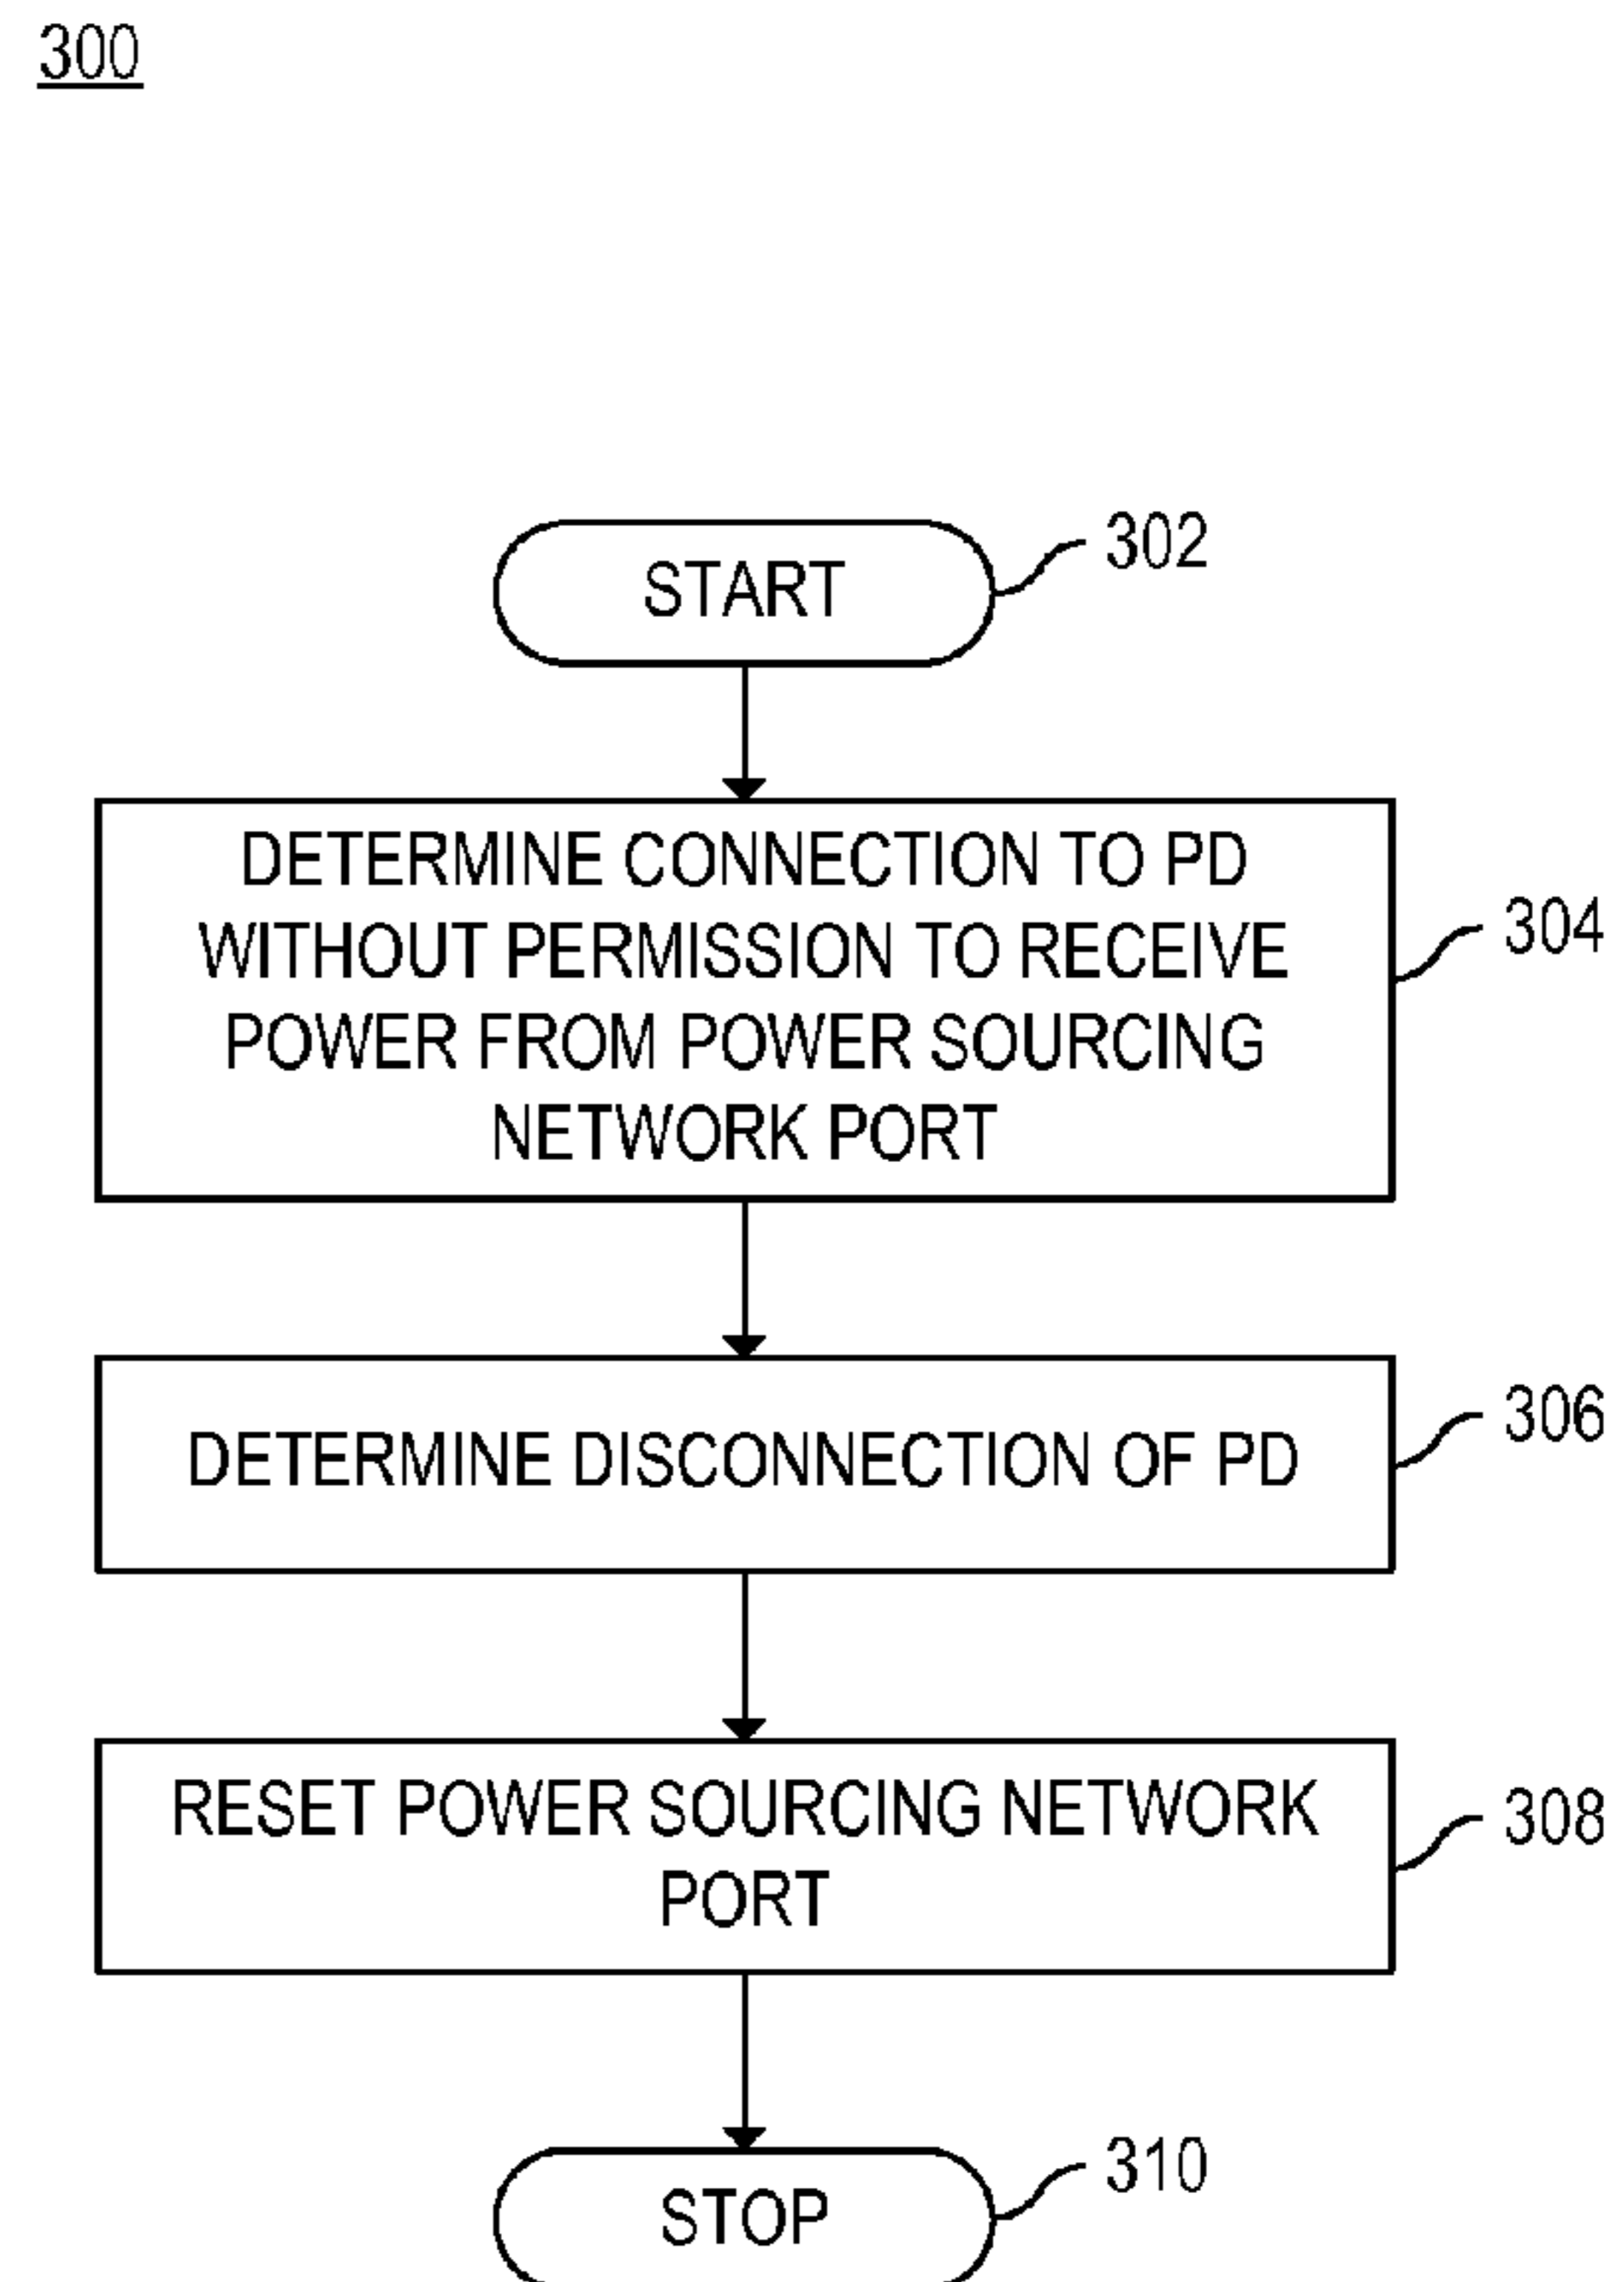 300
START
302
DETERMINE CONNECTION TO PD
WITHOUT PERMISSION TO RECEIVE
POWER FROM POWER SOURCING
NETWORK PORT
304
DETERMINE DISCONNECTION OF PD
306
RESET POWER SOURCING NETWORK
PORT
308
STOP
310